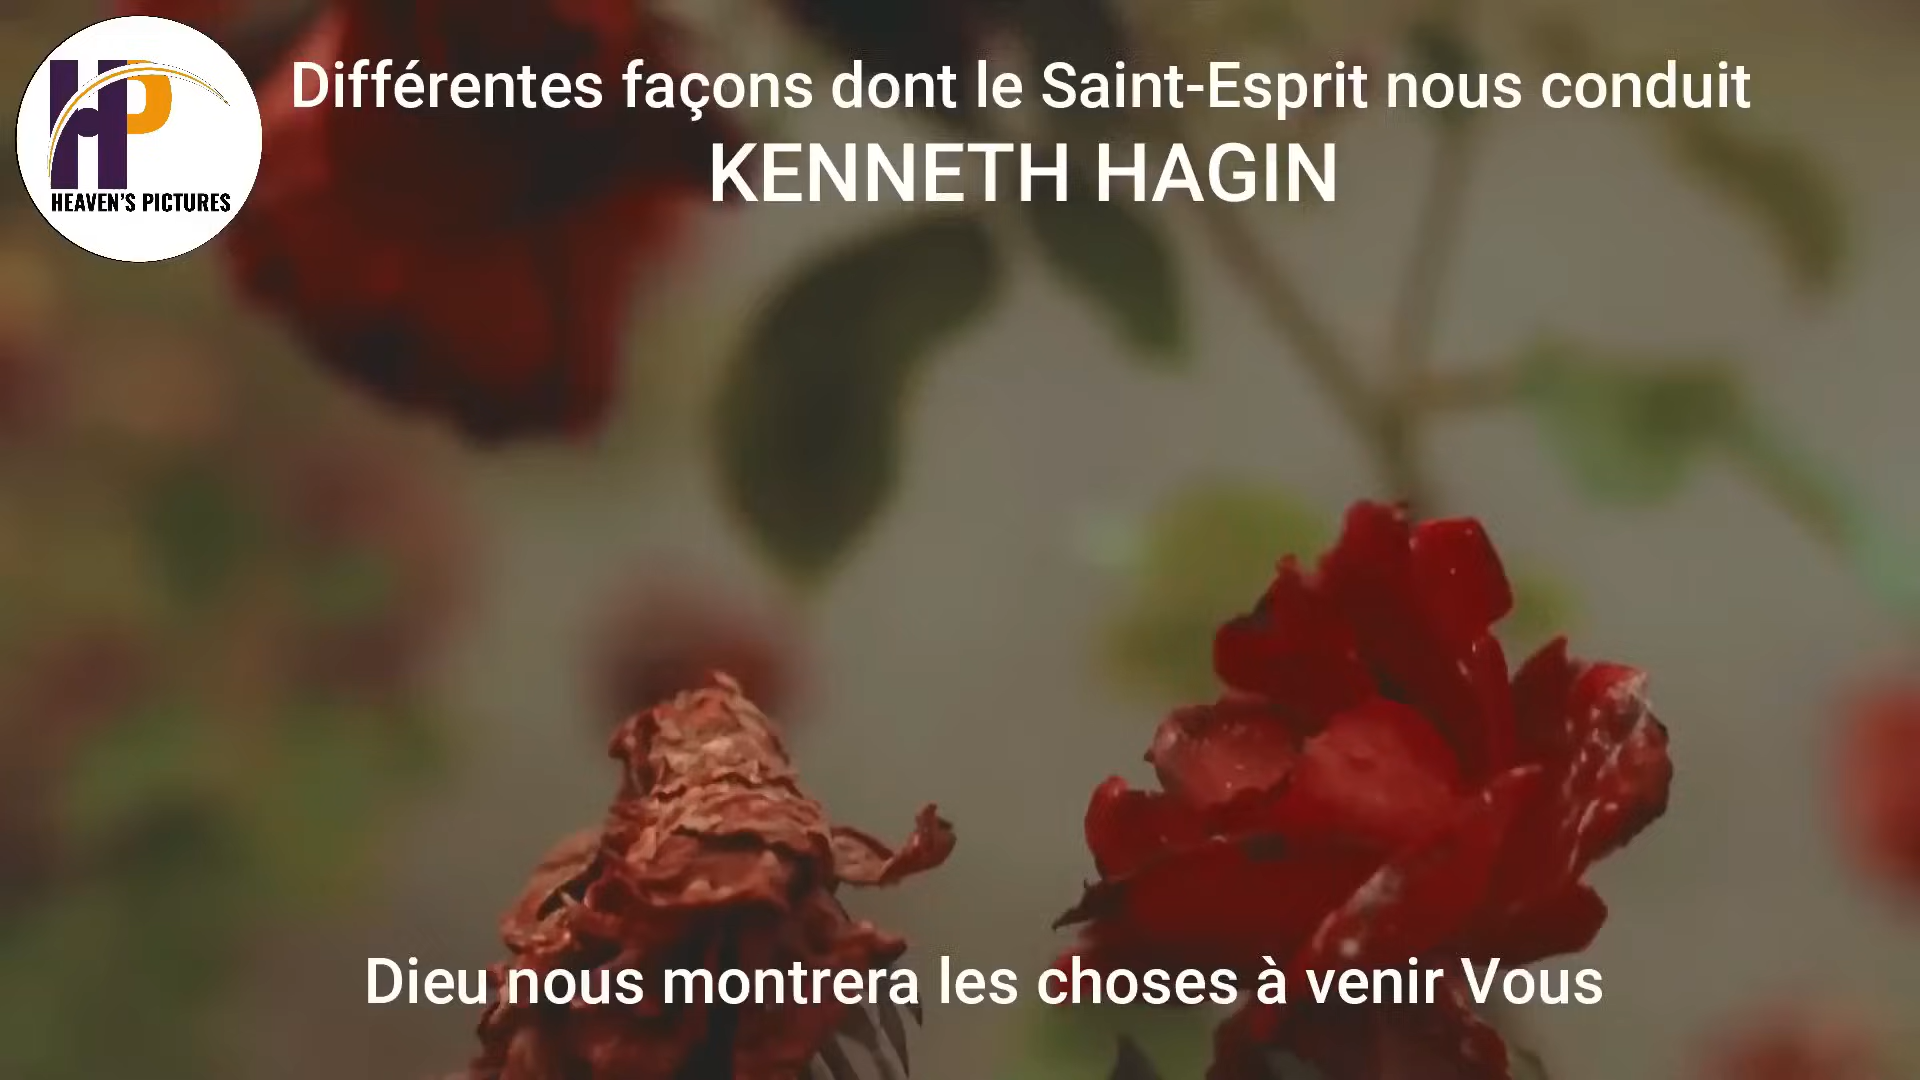 Différentes façons dont le Saint-Esprit nous conduit
KENNETH HAGIN
HP
HEAVEN'S PICTURES
Dieu nous montrera les choses à venir Vous